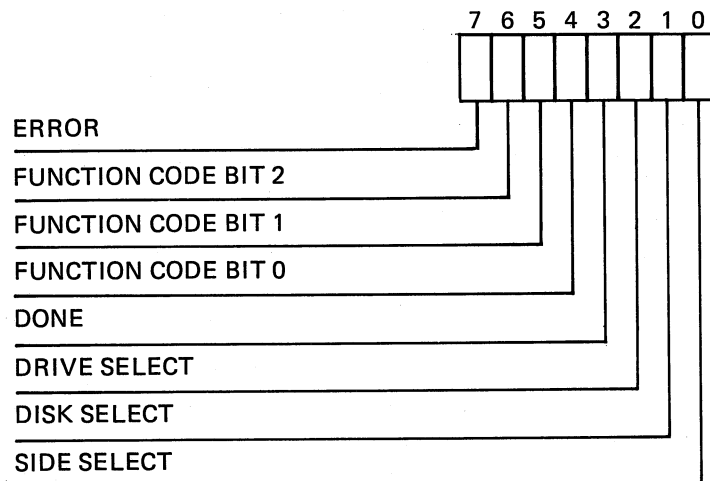 7 6 5 4 3 2 1 0
ERROR
FUNCTION CODE BIT 2
FUNCTION CODE BIT 1
FUNCTION CODE BIT 0
DONE
DRIVE SELECT
DISK SELECT
SIDE SELECT